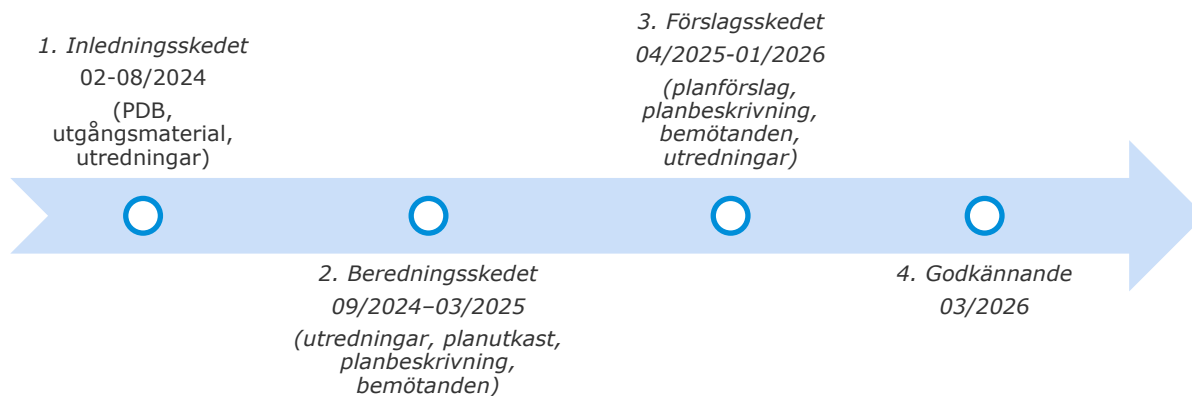 1. Inledningsskedet
02-08/2024
(PDB,
utgångsmaterial,
utredningar)
2. Beredningsskedet
09/2024–03/2025
(utredningar, planutkast,
planbeskrivning,
bemötanden)
3. Förslagsskedet
04/2025-01/2026
(planförslag,
planbeskrivning,
bemötanden,
utredningar)
4. Godkännande
03/2026